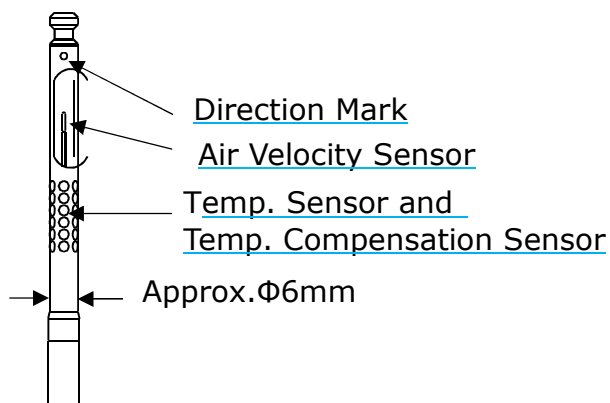 Direction Mark
Air Velocity Sensor
Temp. Sensor and
Temp. Compensation Sensor
Approx.Φ6mm